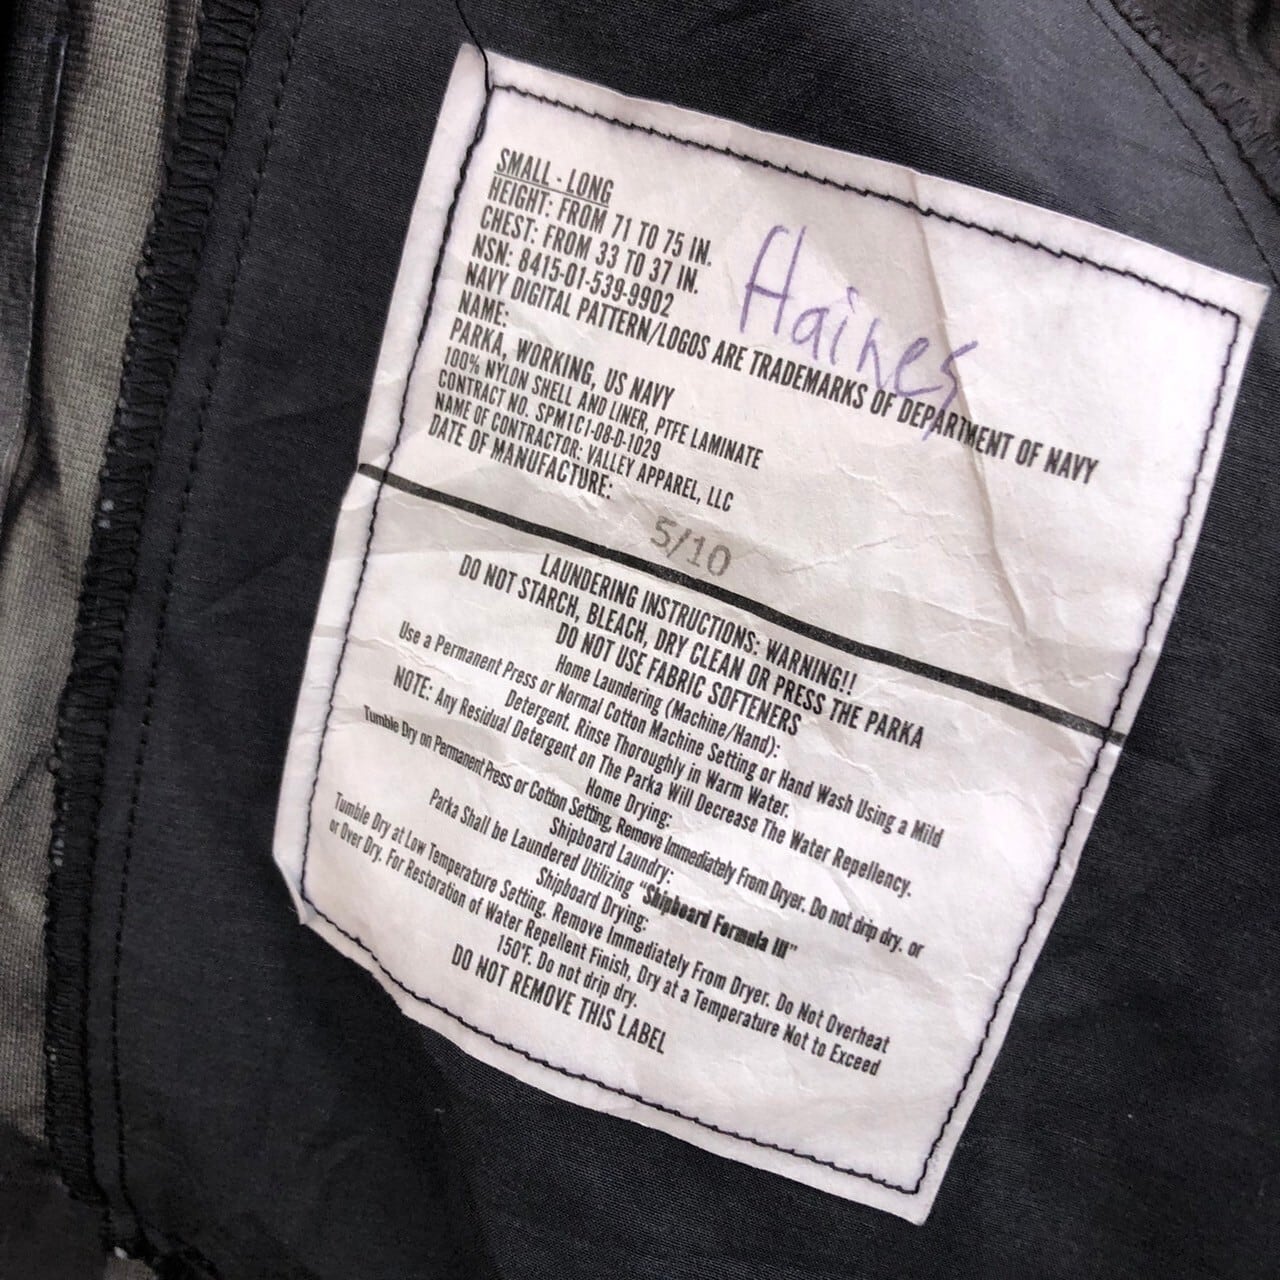 SMALL - LONG
HEIGHT: FROM 71 TO 75 IN.
CHEST: FROM 33 TO 37 IN.
NSN: 8415-01-539-9902
NAVY DIGITAL PATTERN/LOGOS ARE TRADEMARKS OF DEPARTMENT OF NAVY
NAME:
Haines
PARKA, WORKING, US NAVY
100% NYLON SHELL AND LINER, PTFE LAMINATE
CONTRACT NO. SPM1C1-08-D-1029
NAME OF CONTRACTOR: VALLEY APPAREL, LLC
DATE OF MANUFACTURE:
5/10
LAUNDERING INSTRUCTIONS: WARNING!!
DO NOT STARCH, BLEACH, DRY CLEAN OR PRESS THE PARKA
DO NOT USE FABRIC SOFTENERS
Home Laundering (Machine/Hand):
Use a Permanent Press or Normal Cotton Machine Setting or Hand Wash Using a Mild
Detergent. Rinse Thoroughly in Warm Water.
NOTE: Any Residual Detergent on The Parka Will Decrease The Water Repellency.
Home Drying:
Tumble Dry on Permanent Press or Cotton Setting, Remove Immediately From Dryer. Do not drip dry. or
Shipboard Laundry:
Parka Shall be Laundered Utilizing "Shipboard Formula III"
Shipboard Drying:
Tumble Dry at Low Temperature Setting, Remove Immediately From Dryer. Do Not Overheat
or Over Dry. For Restoration of Water Repellent Finish, Dry at a Temperature Not to Exceed
150°F. Do not drip dry.
DO NOT REMOVE THIS LABEL